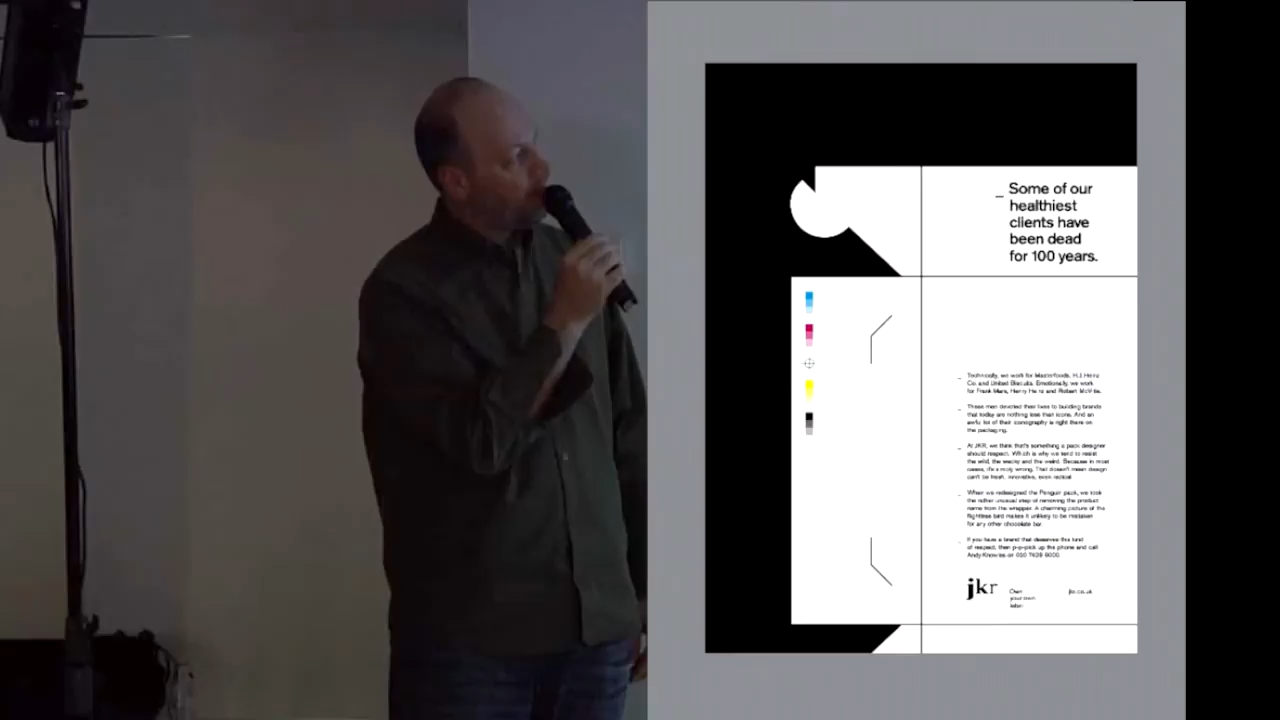 _ Some of our
healthiest
clients have
been dead
for 100 years.
_ Technically, we work for Masterfoods, H.J Heinz
Co. and United Biscuits. Emotionally, we work
for Frank Mars, Henry Heinz and Robert McVitie.
_ These men devoted their lives to building brands
that today are nothing less than icons. And an
awful lot of their iconography is right there on
the packaging.
_ At JKR, we think that's something a pack designer
should respect. Which is why we tend to resist
the wild, the wacky and the weird. Because in most
cases, it's simply wrong. That doesn't mean design
can't be fresh, innovative, even radical.
_ When we redesigned the Penguin pack, we took
the rather unusual step of removing the product
name from the wrapper. A charming picture of the
flightless bird makes it unlikely to be mistaken
for any other chocolate bar.
_ If you have a brand that deserves this kind
of respect, then p-p-pick up the phone and call
Andy Knowles on 020 7428 8000.
jkr
Own
your own
label
jkr.co.uk